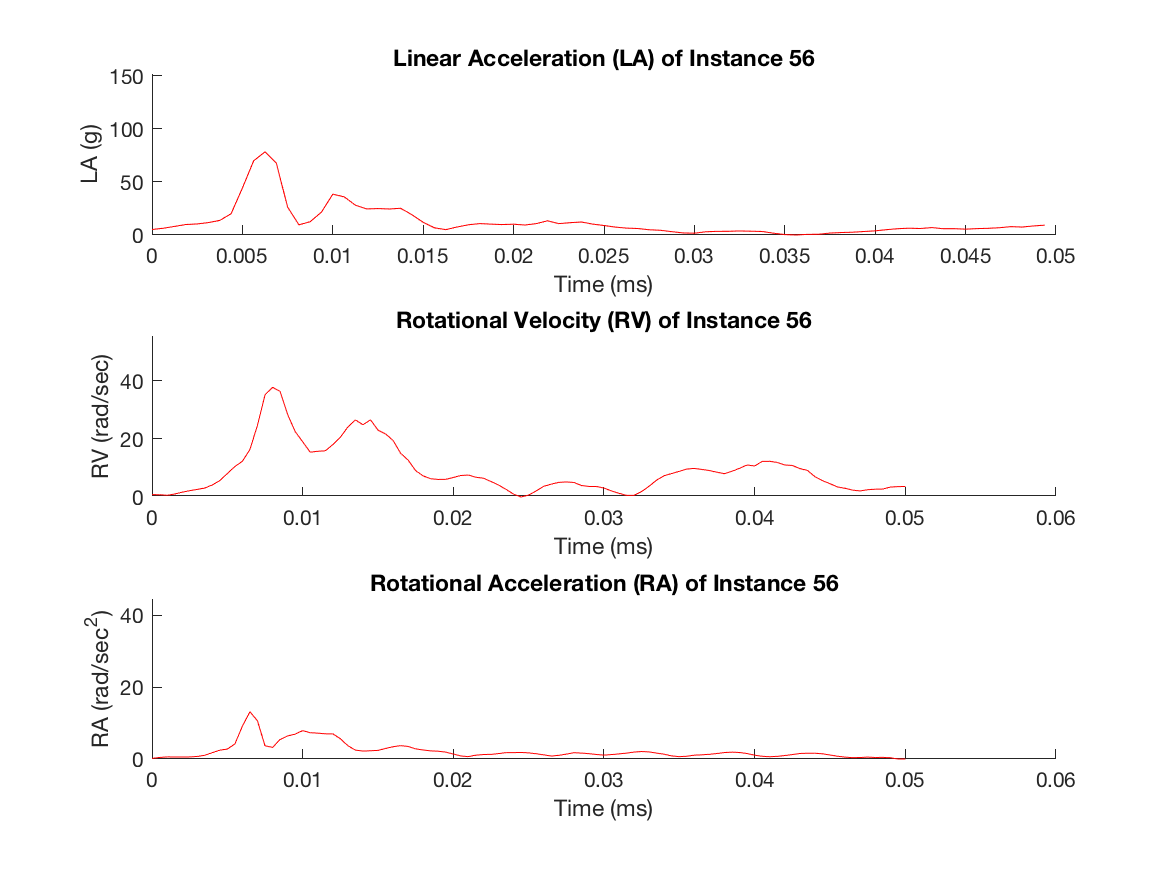 Linear Acceleration (LA) of Instance 56
150
100
50
0
LA (g)
0 0.005 0.01 0.015 0.02 0.025 0.03 0.035 0.04 0.045 0.05
Time (ms)
Rotational Velocity (RV) of Instance 56
40
20
0
RV (rad/sec)
0 0.01 0.02 0.03 0.04 0.05 0.06
Time (ms)
Rotational Acceleration (RA) of Instance 56
40
20
0
RA (rad/sec²)
0 0.01 0.02 0.03 0.04 0.05 0.06
Time (ms)